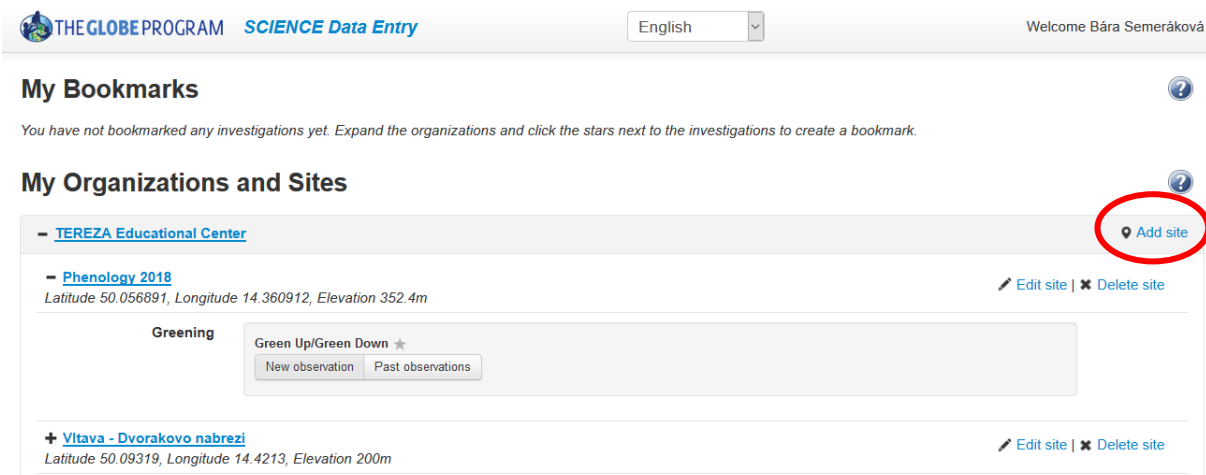 THE GLOBE PROGRAM SCIENCE Data Entry English Welcome Bára Semeráková
My Bookmarks
You have not bookmarked any investigations yet. Expand the organizations and click the stars next to the investigations to create a bookmark.
My Organizations and Sites
TEREZA Educational Center Add site
Phenology 2018 Edit site | Delete site
Latitude 50.056891, Longitude 14.360912, Elevation 352.4m
Greening
Green Up/Green Down
New observation Past observations
Vltava - Dvorakovo nabrezi Edit site | Delete site
Latitude 50.09319, Longitude 14.4213, Elevation 200m